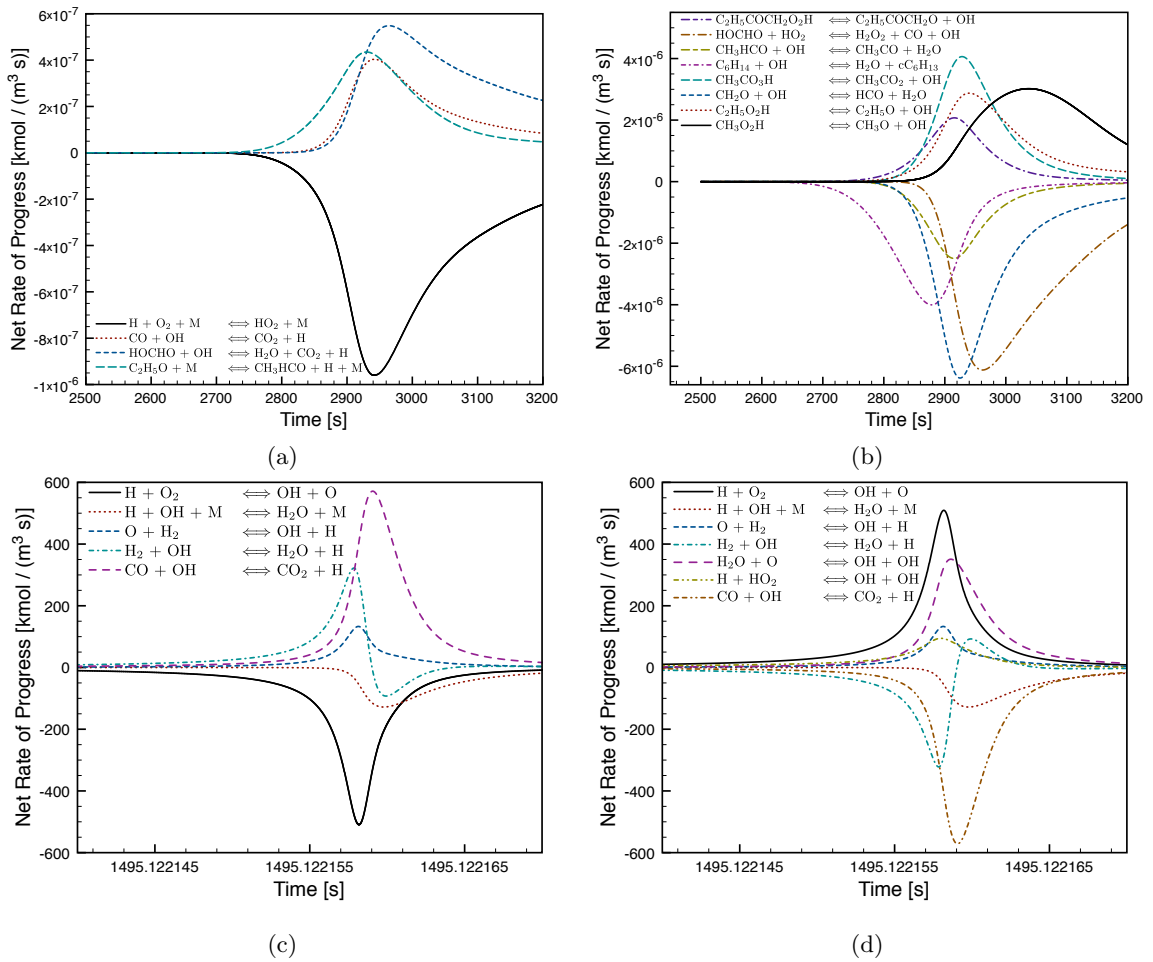 6×10⁻⁷
4×10⁻⁷
2×10⁻⁷
0
-2×10⁻⁷
-4×10⁻⁷
-6×10⁻⁷
-8×10⁻⁷
-1×10⁻⁶
Net Rate of Progress [kmol / (m³ s)]
H + O₂ + M ⟺ HO₂ + M
CO + OH ⟺ CO₂ + H
HOCHO + OH ⟺ H₂O + CO₂ + H
C₂H₅O + M ⟺ CH₃HCO + H + M
2500 2600 2700 2800 2900 3000 3100 3200
Time [s]
(a)
C₂H₅COCH₂O₂H ⟺ C₂H₅COCH₂O + OH
HOCHO + HO₂ ⟺ H₂O₂ + CO + OH
CH₃HCO + OH ⟺ CH₃CO + H₂O
C₆H₁₄ + OH ⟺ H₂O + cC₆H₁₃
CH₃CO₃H ⟺ CH₃CO₂ + OH
CH₂O + OH ⟺ HCO + H₂O
C₂H₅O₂H ⟺ C₂H₅O + OH
CH₃O₂H ⟺ CH₃O + OH
4×10⁻⁶
2×10⁻⁶
0
-2×10⁻⁶
-4×10⁻⁶
-6×10⁻⁶
Net Rate of Progress [kmol / (m³ s)]
2500 2600 2700 2800 2900 3000 3100 3200
Time [s]
(b)
600
400
200
0
-200
-400
-600
Net Rate of Progress [kmol / (m³ s)]
H + O₂ ⟺ OH + O
H + OH + M ⟺ H₂O + M
O + H₂ ⟺ OH + H
H₂ + OH ⟺ H₂O + H
CO + OH ⟺ CO₂ + H
1495.122145 1495.122155 1495.122165
Time [s]
(c)
600
400
200
0
-200
-400
-600
Net Rate of Progress [kmol / (m³ s)]
H + O₂ ⟺ OH + O
H + OH + M ⟺ H₂O + M
O + H₂ ⟺ OH + H
H₂ + OH ⟺ H₂O + H
H₂O + O ⟺ OH + OH
H + HO₂ ⟺ OH + OH
CO + OH ⟺ CO₂ + H
1495.122145 1495.122155 1495.122165
Time [s]
(d)